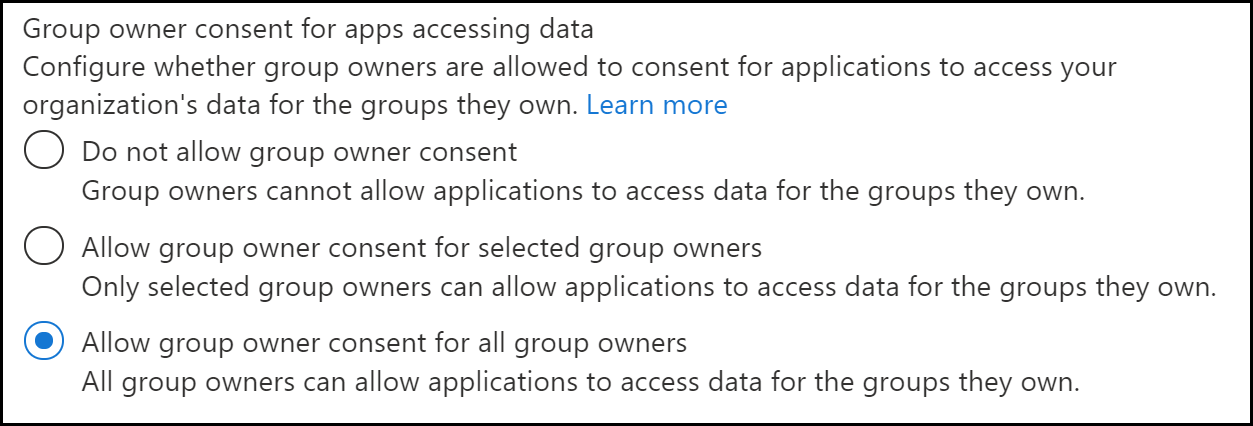 Group owner consent for apps accessing data
Configure whether group owners are allowed to consent for applications to access your
organization's data for the groups they own. Learn more
Do not allow group owner consent
Group owners cannot allow applications to access data for the groups they own.
Allow group owner consent for selected group owners
Only selected group owners can allow applications to access data for the groups they own.
Allow group owner consent for all group owners
All group owners can allow applications to access data for the groups they own.